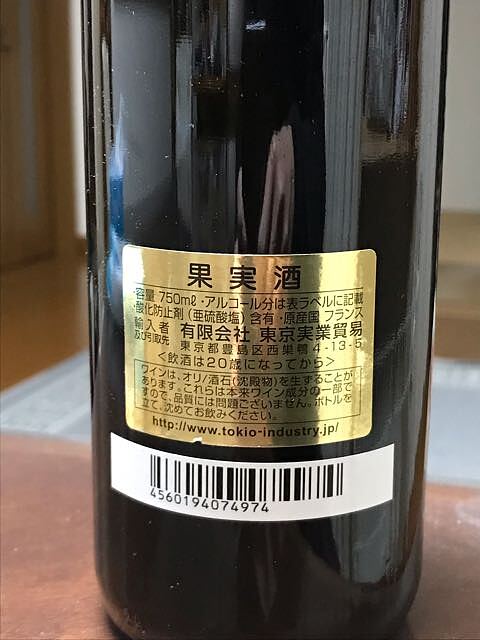 果実酒
容量 750mℓ・アルコール分は表ラベルに記載
酸化防止剤(亜硫酸塩)含有・原産国 フランス
輸入者 有限会社 東京実業貿易
及び引取先 東京都豊島区西巣鴨4-13-5
<飲酒は20歳になってから>
ワインは、オリ/酒石(沈殿物)を生ずることが
あります。これらは本来ワイン成分の一部で
すので、品質には問題ございません。ボトルを
立て、沈めてお飲みください。
http://www.tokio-industry.jp/
4560194074974